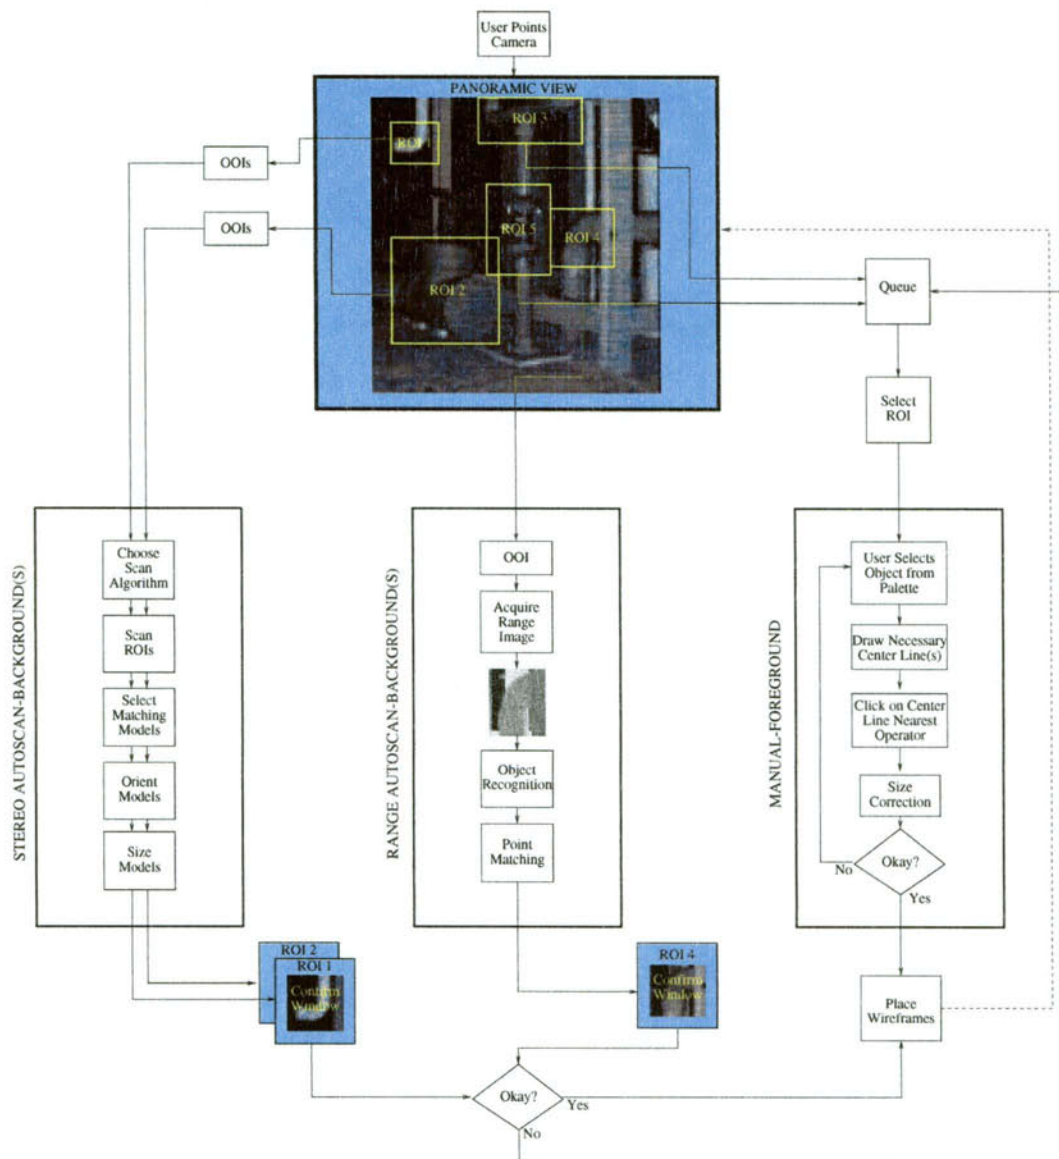 User Points
Camera
PANORAMIC VIEW
ROI 1
ROI 3
OOIs
OOIs
ROI 5
ROI 4
ROI 2
Queue
Select
ROI
STEREO AUTOSCAN-BACKGROUND(S)
Choose
Scan
Algorithm
Scan
ROIs
Select
Matching
Models
Orient
Models
Size
Models
RANGE AUTOSCAN-BACKGROUND(S)
OOI
Acquire
Range
Image
Object
Recognition
Point
Matching
MANUAL-FOREGROUND
User Selects
Object from
Palette
Draw Necessary
Center Line(s)
Click on Center
Line Nearest
Operator
Size
Correction
Okay?
No
Yes
ROI 2
ROI 1
Confirm
Window
ROI 4
Confirm
Window
Place
Wireframes
Okay?
Yes
No